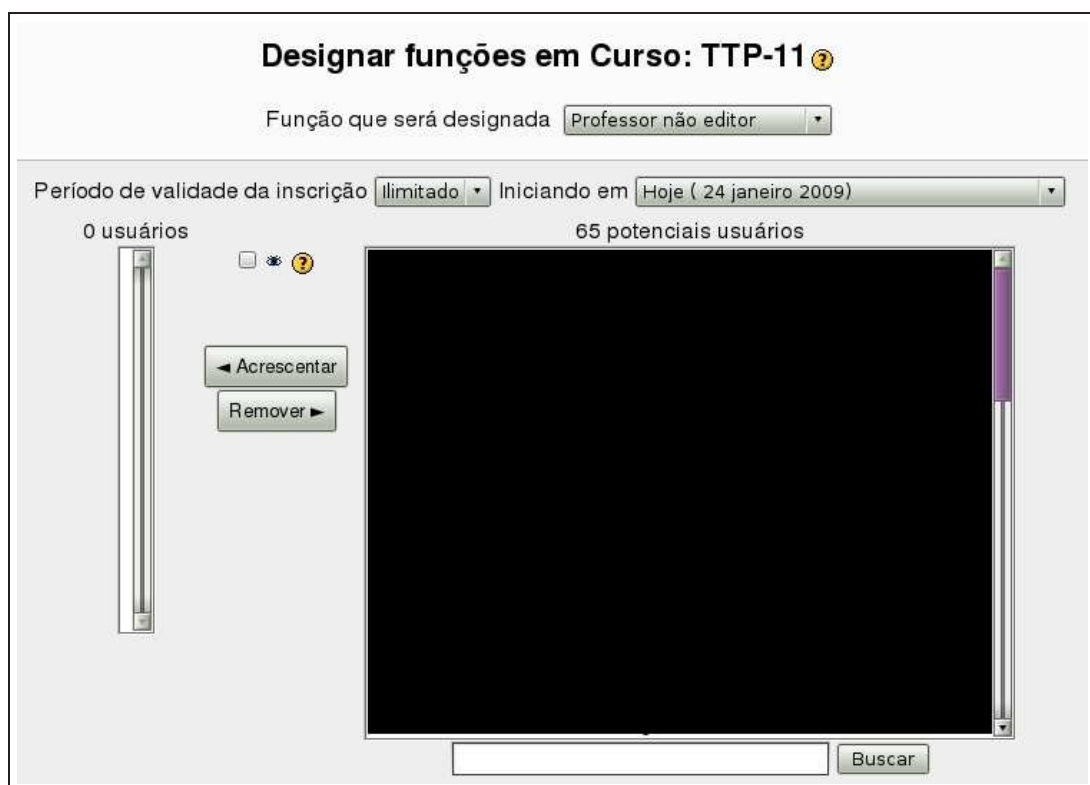 Designar funções em Curso: TTP-11 ?
Função que será designada Professor não editor
Período de validade da inscrição Ilimitado Iniciando em Hoje ( 24 janeiro 2009)
0 usuários
65 potenciais usuários
?
◄ Acrescentar
Remover ►
Buscar